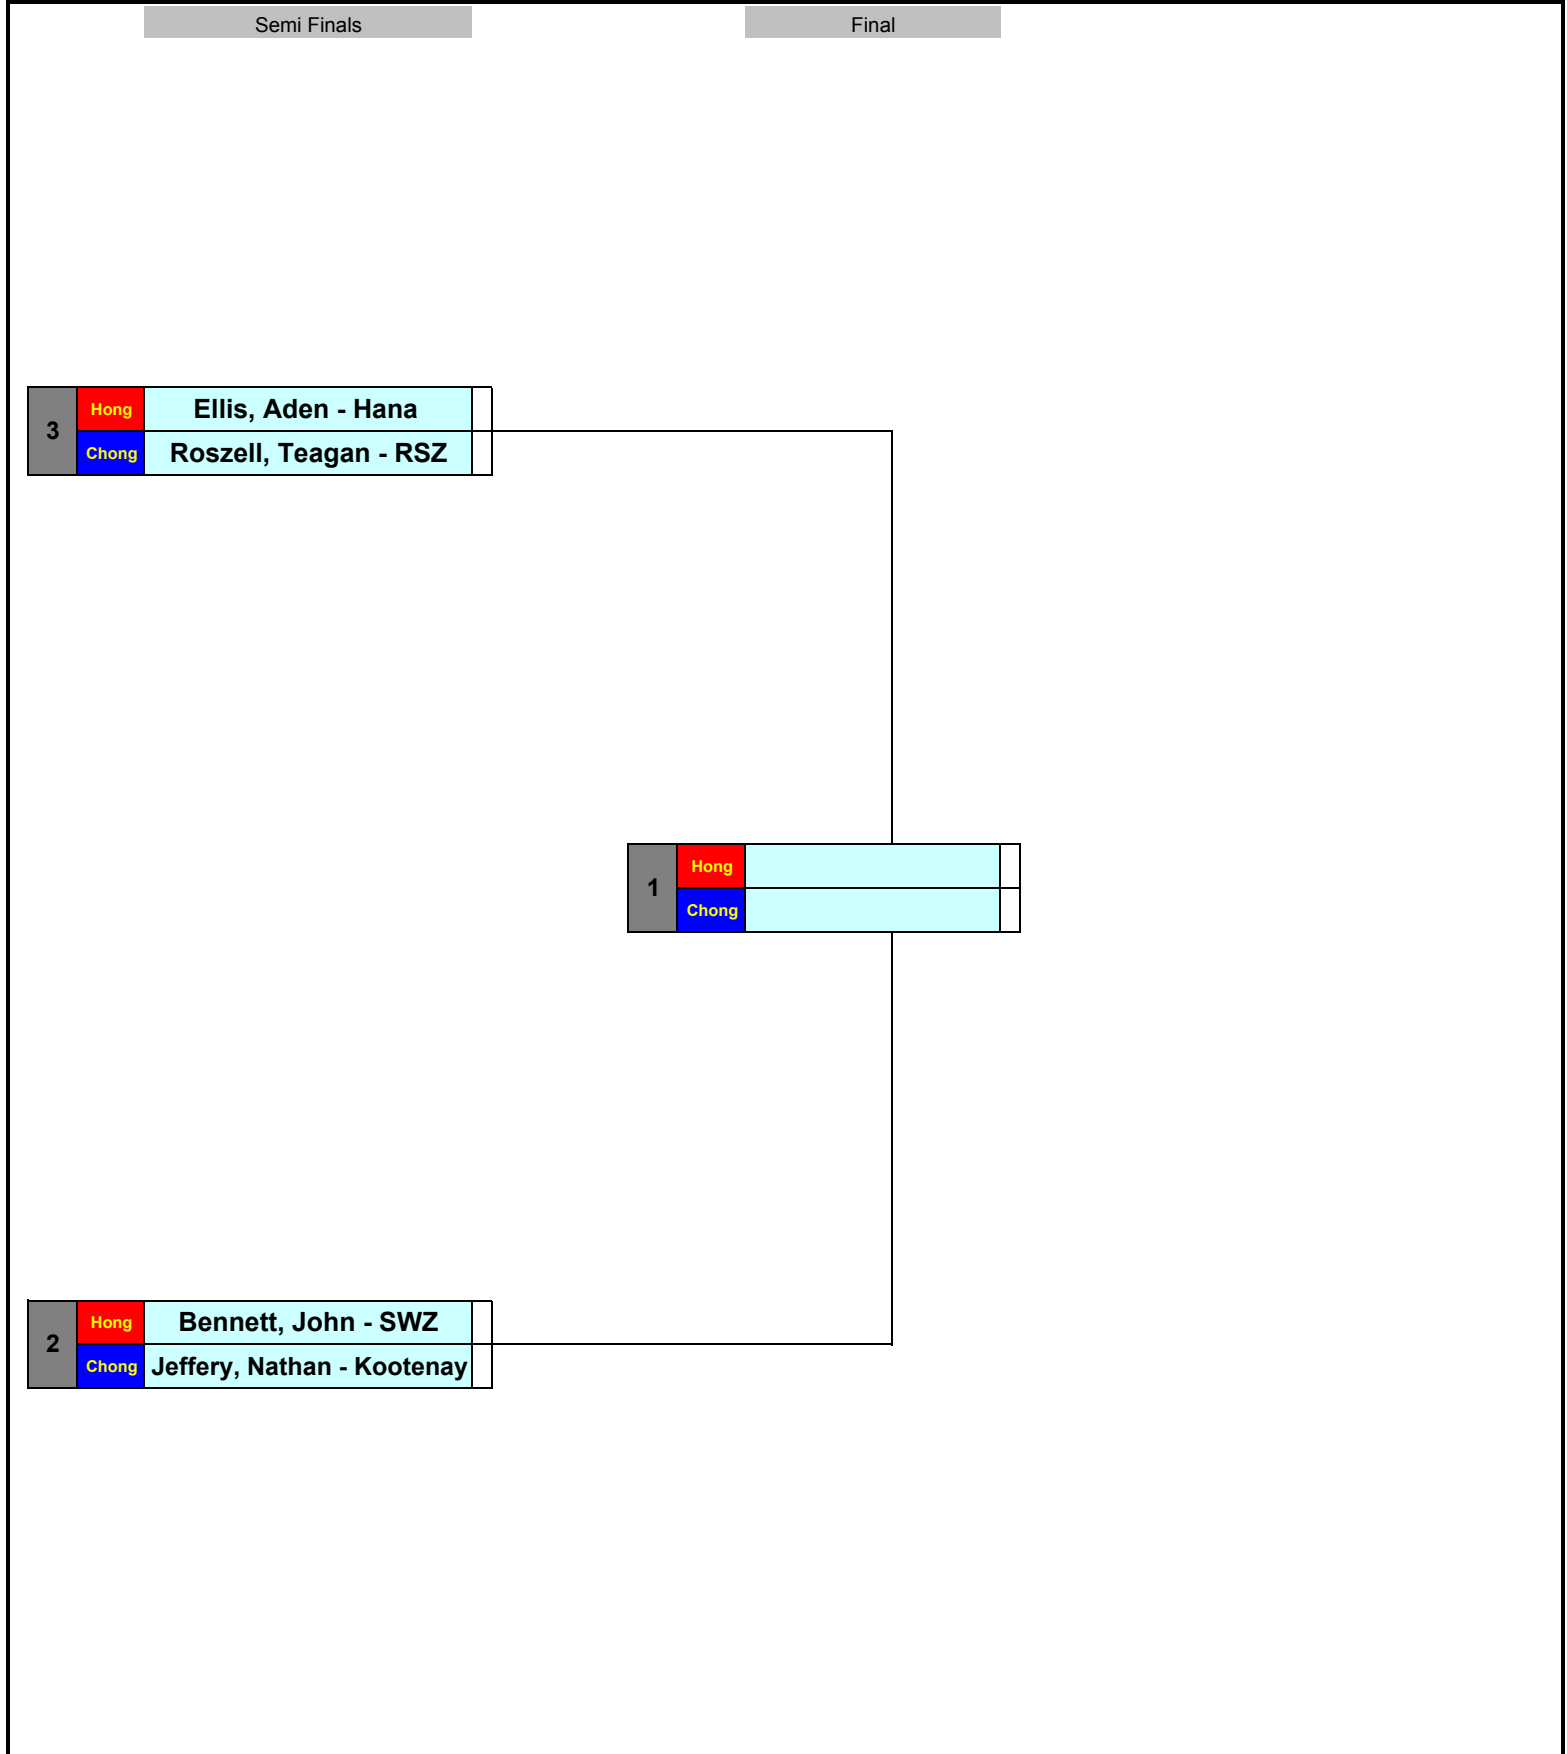 Semi Finals
Final
3
Hong
Ellis, Aden - Hana
Chong
Roszell, Teagan - RSZ
1
Hong
Chong
2
Hong
Bennett, John - SWZ
Chong
Jeffery, Nathan - Kootenay